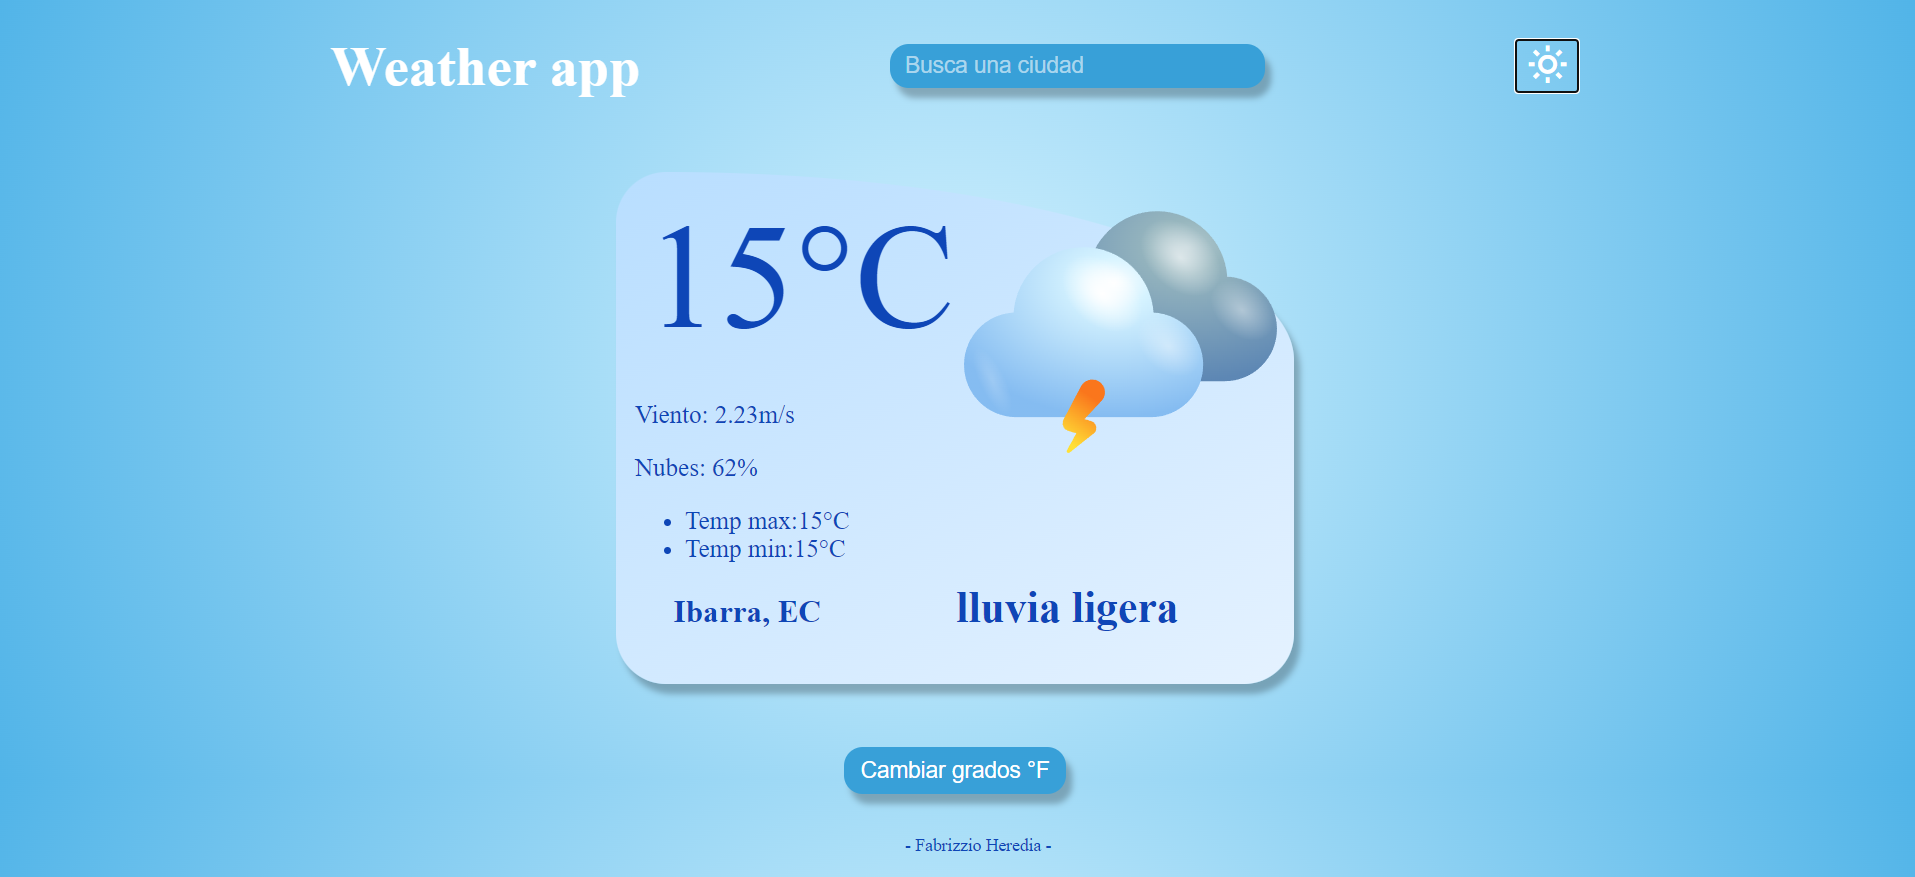 Weather app
Busca una ciudad
15°C
Viento: 2.23m/s
Nubes: 62%
Temp max:15°C
Temp min:15°C
Ibarra, EC
lluvia ligera
Cambiar grados °F
- Fabrizzio Heredia -